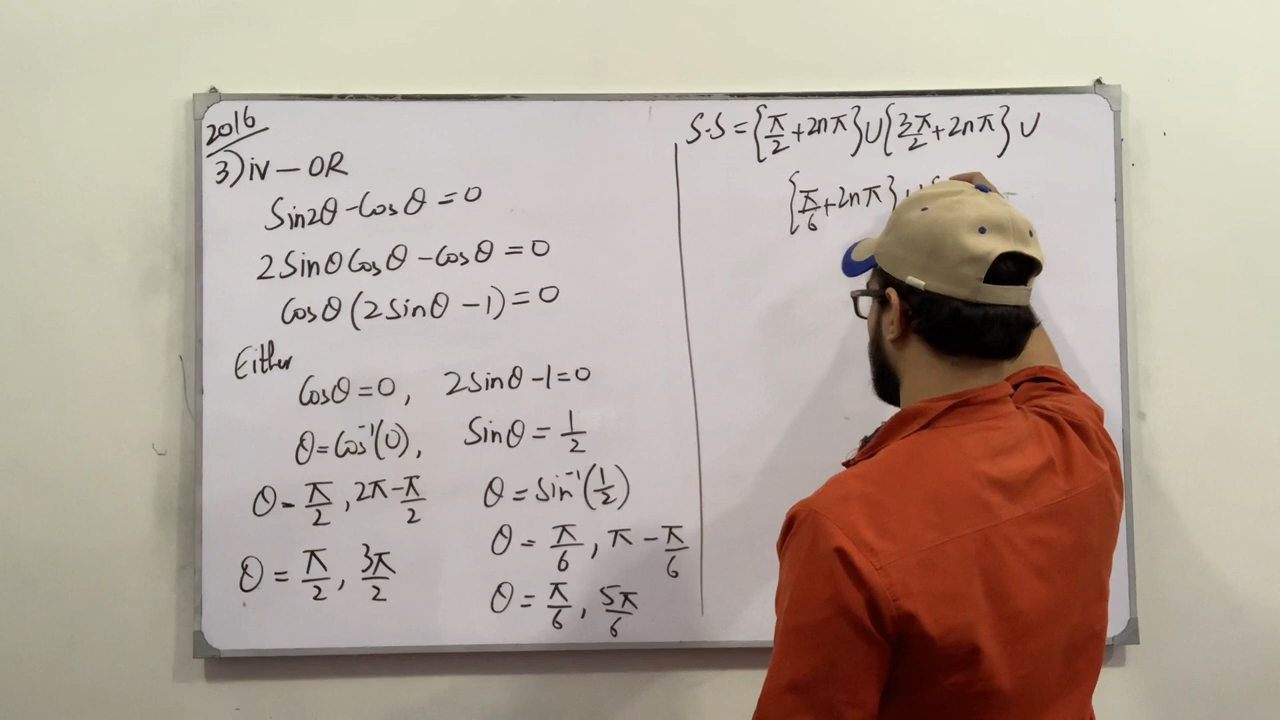 2016
3) iv – OR
Sin2θ - Cosθ = 0
2Sinθ Cosθ - Cosθ = 0
Cosθ (2Sinθ - 1) = 0
Either
Cosθ = 0, 2Sinθ - 1 = 0
θ = Cos⁻¹(0), Sinθ = 1/2
θ = π/2, 2π - π/2 θ = Sin⁻¹(1/2)
θ = π/6, π - π/6
θ = π/2, 3π/2 θ = π/6, 5π/6
S.S = {π/2 + 2nπ} ∪ {3π/2 + 2nπ} ∪
{π/6 + 2nπ} ∪ {